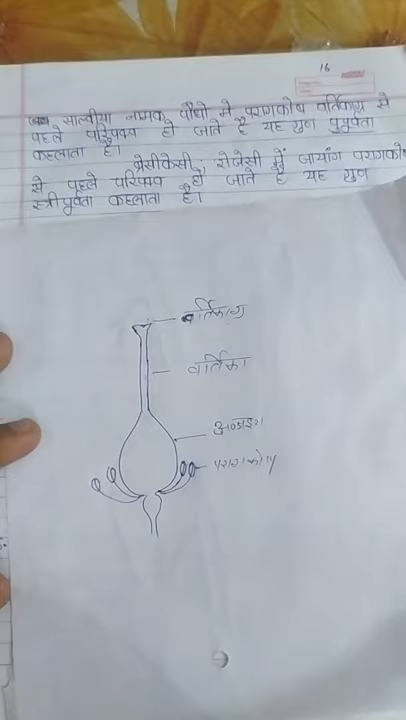 16
जब साल्वीया नामक पौधो में परागकोष वर्तिकाग्र से
पहले परिपक्व हो जाते है यह गुण पुपूर्वता
कहलाता है।
ब्रेसीकेसी, रोजेसी में जायांग परागकोष
से पहले परिपक्व हो जाते है यह गुण
स्त्रीपूर्वता कहलाता है।
वर्तिकाग्र
वर्तिका
अण्डाशय
परागकोष